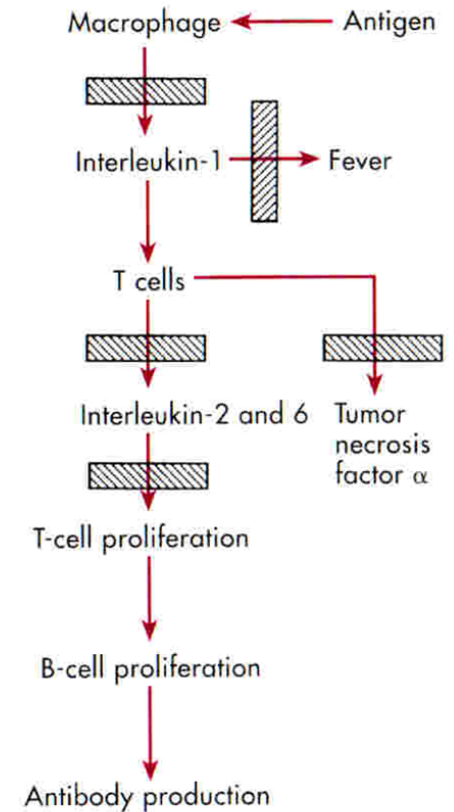 Macrophage
Antigen
Interleukin-1
Fever
T cells
Interleukin-2 and 6
Tumor
necrosis
factor α
T-cell proliferation
B-cell proliferation
Antibody production